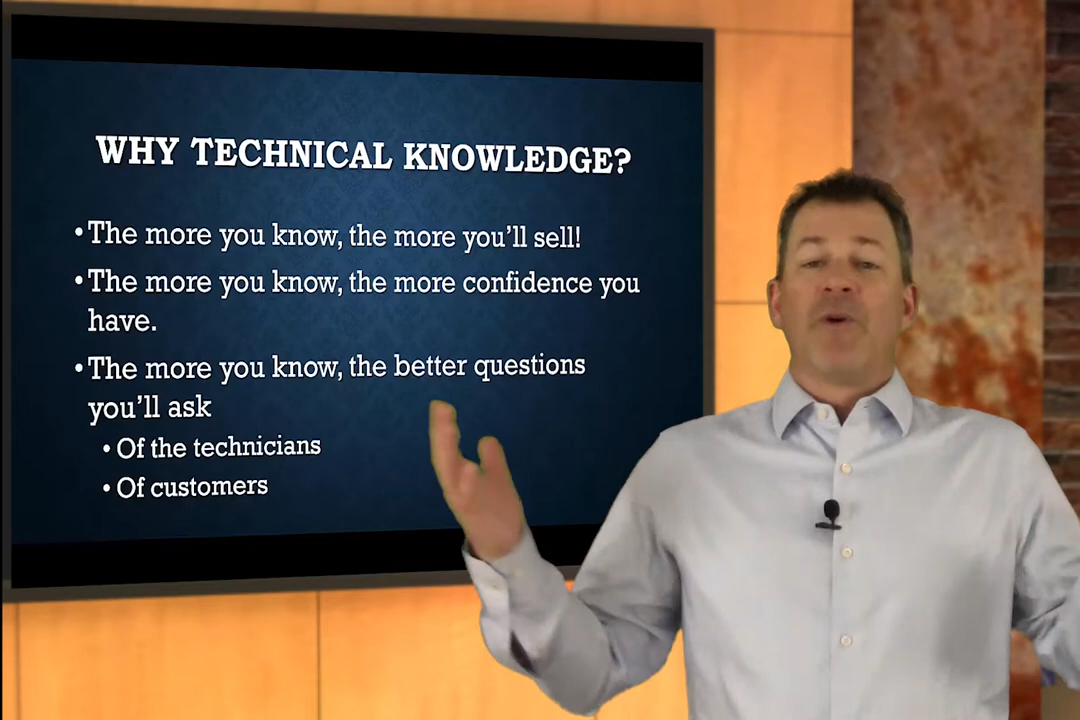 WHY TECHNICAL KNOWLEDGE?
•The more you know, the more you'll sell!
•The more you know, the more confidence you
have.
•The more you know, the better questions
you'll ask
• Of the technicians
• Of customers